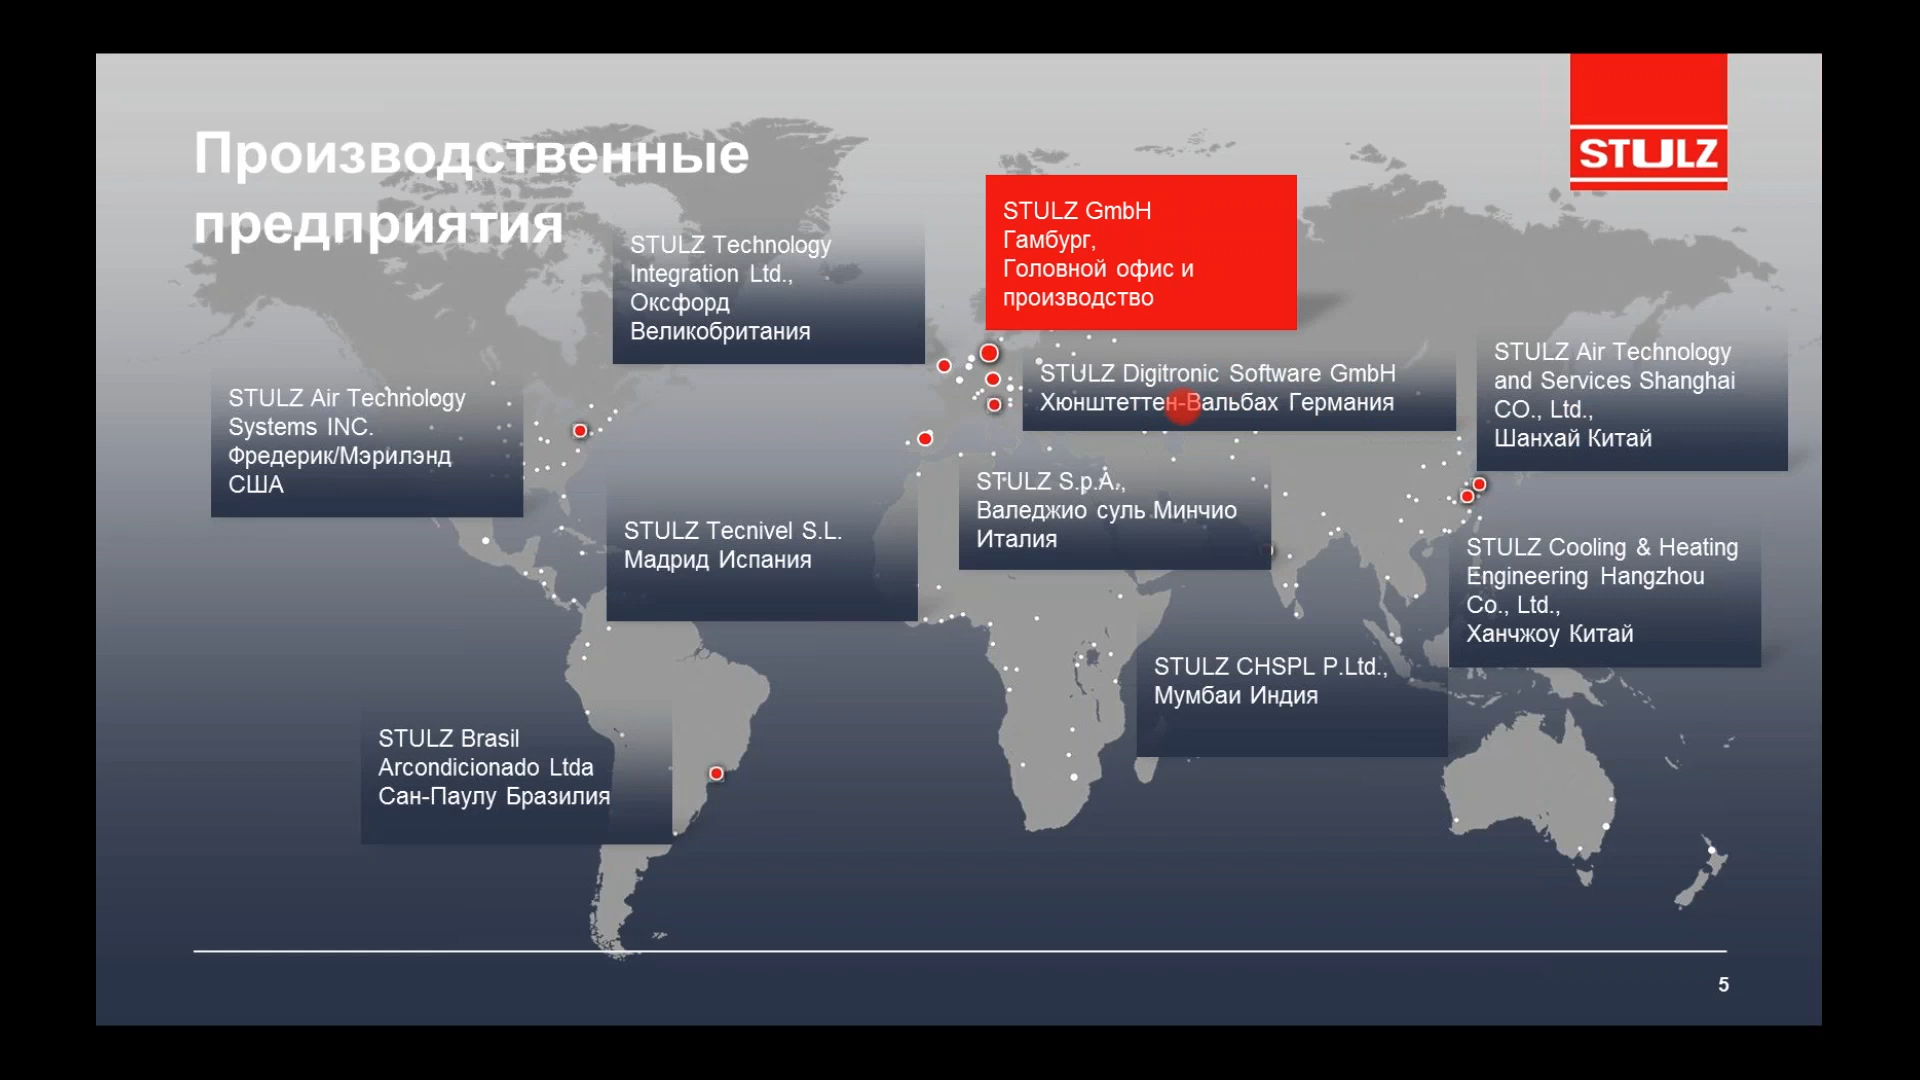 Производственные
предприятия
STULZ
STULZ GmbH
Гамбург,
Головной офис и
производство
STULZ Technology
Integration Ltd.,
Оксфорд
Великобритания
STULZ Digitronic Software GmbH
Хюнштеттен-Вальбах Германия
STULZ Air Technology
and Services Shanghai
CO., Ltd.,
Шанхай Китай
STULZ Air Technology
Systems INC.
Фредерик/Мэрилэнд
США
STULZ S.p.A.,
Валеджио суль Минчио
Италия
STULZ Tecnivel S.L.
Мадрид Испания
STULZ Cooling & Heating
Engineering Hangzhou
Co., Ltd.,
Ханчжоу Китай
STULZ CHSPL P.Ltd.,
Мумбаи Индия
STULZ Brasil
Arcondicionado Ltda
Сан-Паулу Бразилия
5